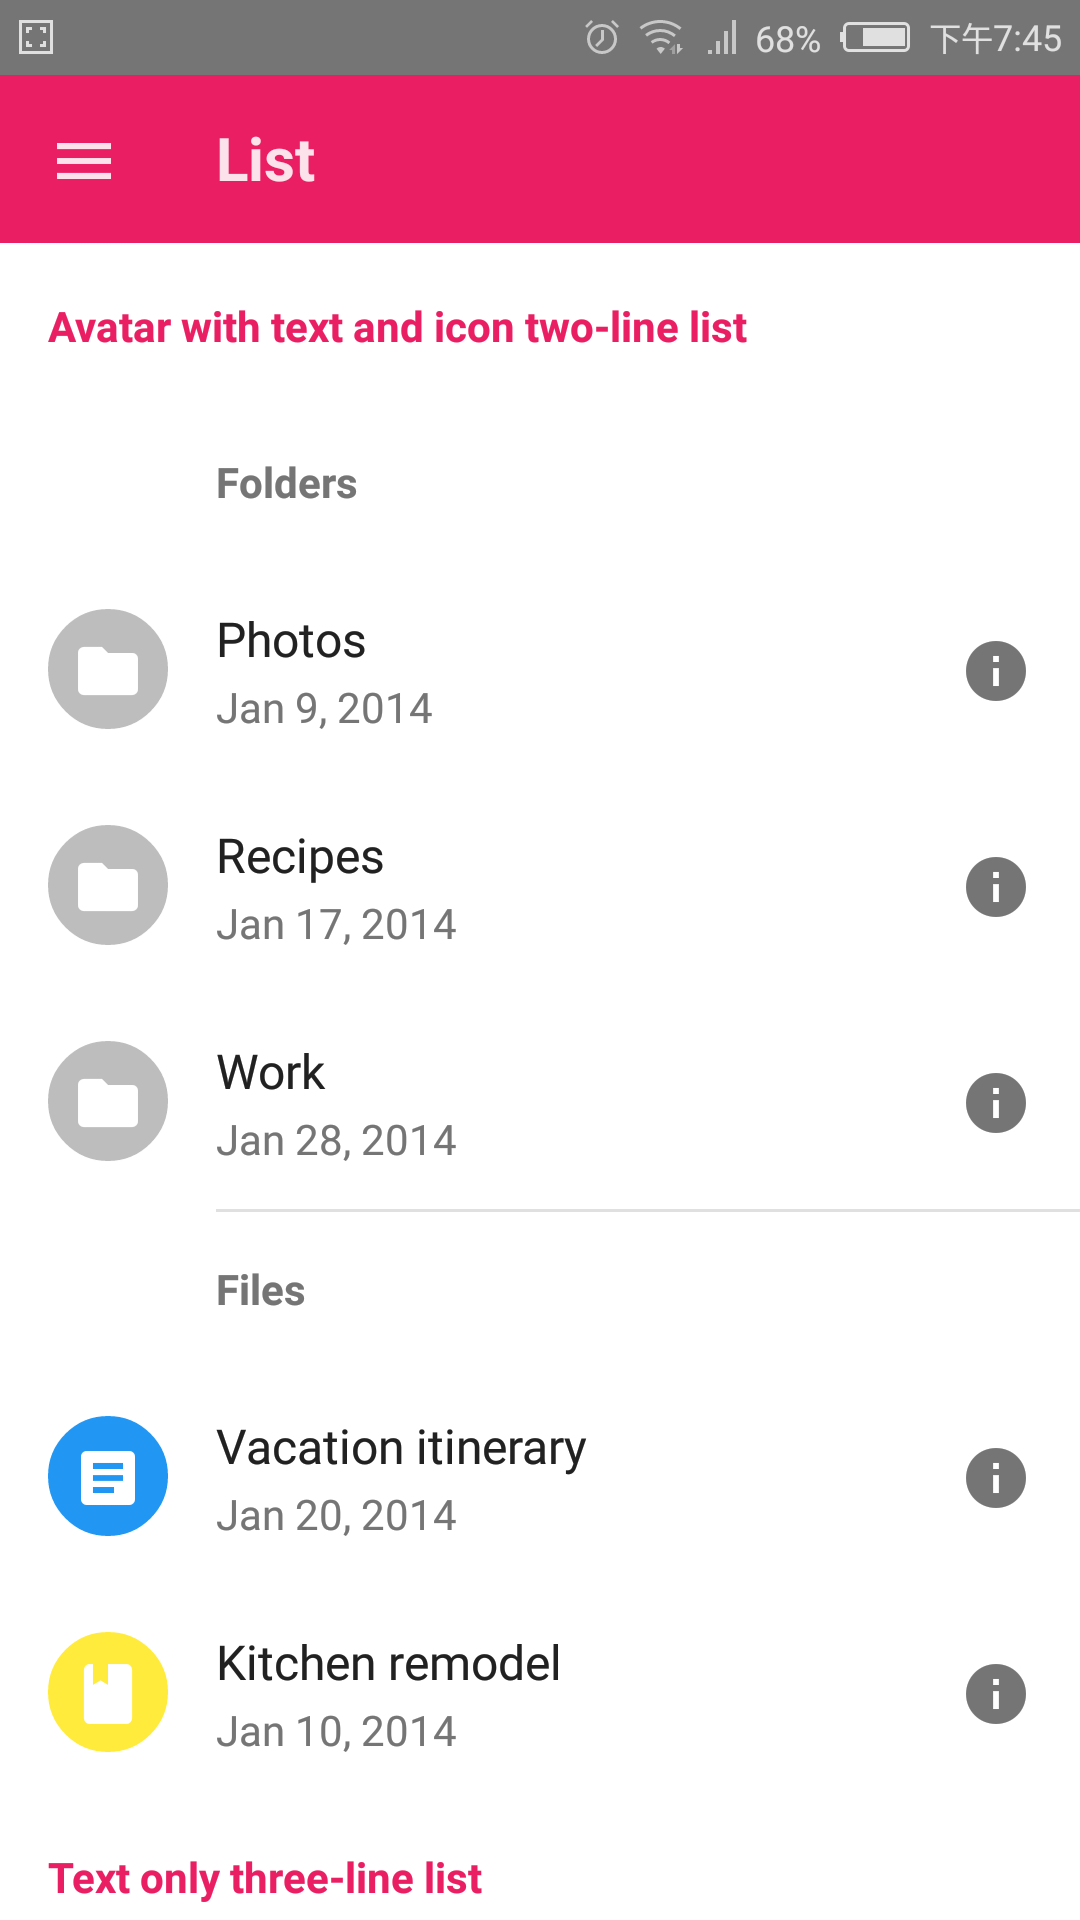 68% 下午7:45
List
Avatar with text and icon two-line list
Folders
Photos
Jan 9, 2014
Recipes
Jan 17, 2014
Work
Jan 28, 2014
Files
Vacation itinerary
Jan 20, 2014
Kitchen remodel
Jan 10, 2014
Text only three-line list